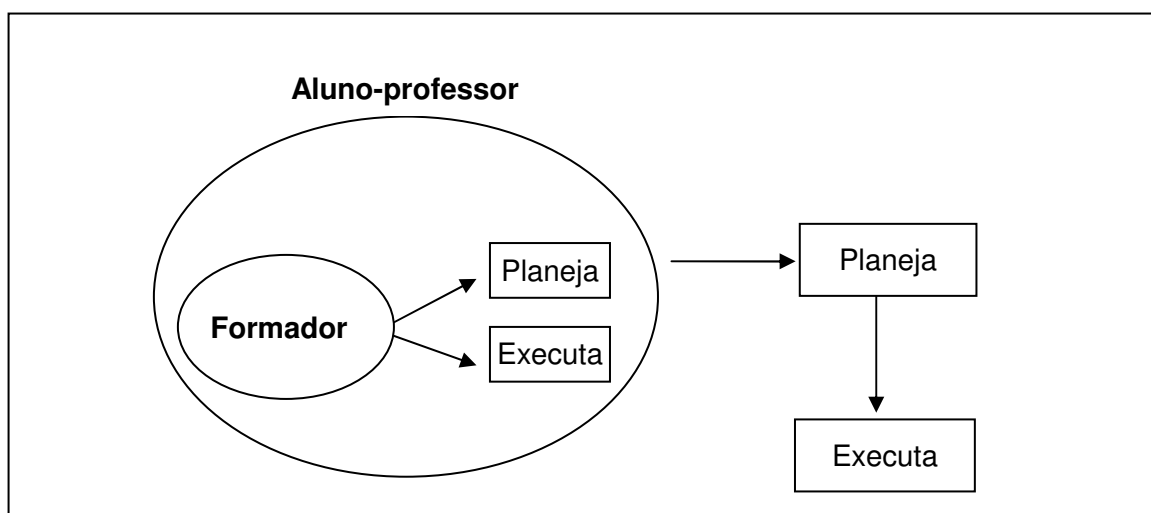 Aluno-professor
Formador
Planeja
Executa
Planeja
Executa